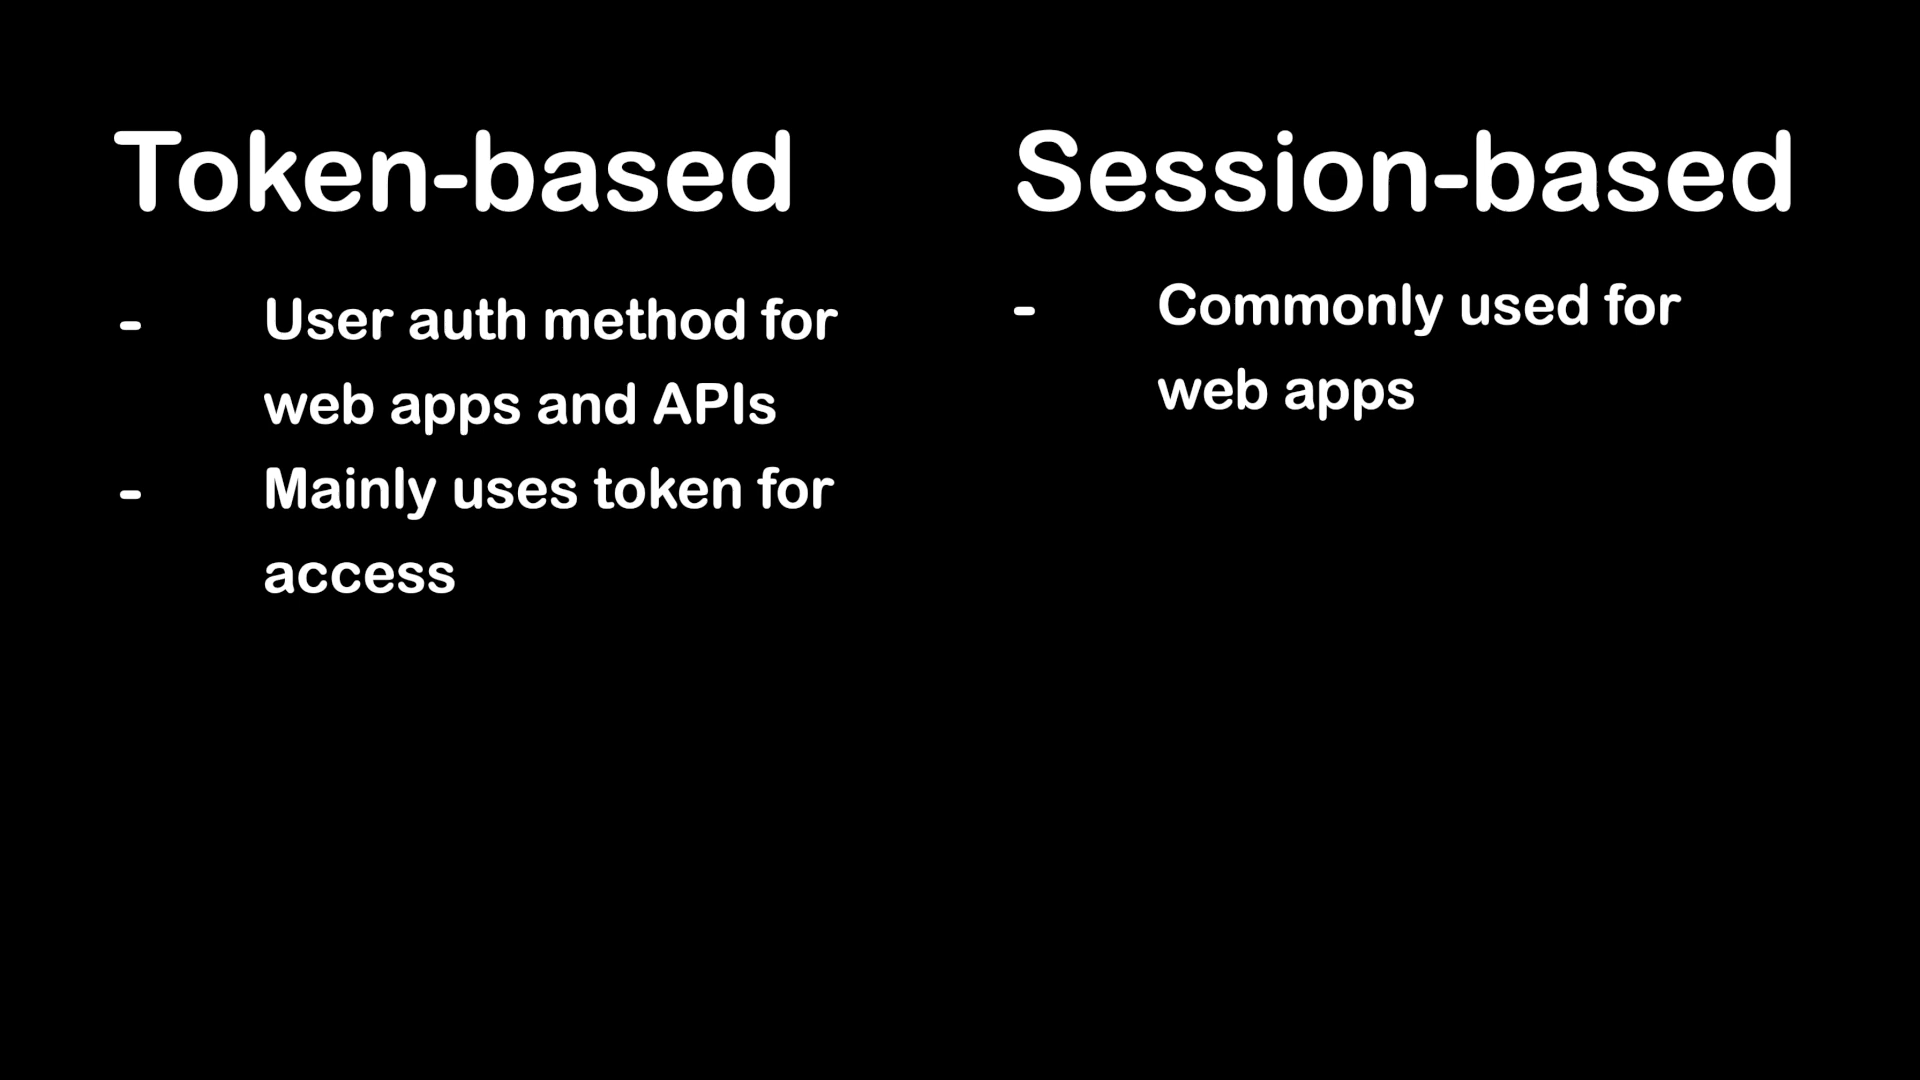 Token-based
- User auth method for
web apps and APIs
- Mainly uses token for
access
Session-based
- Commonly used for
web apps